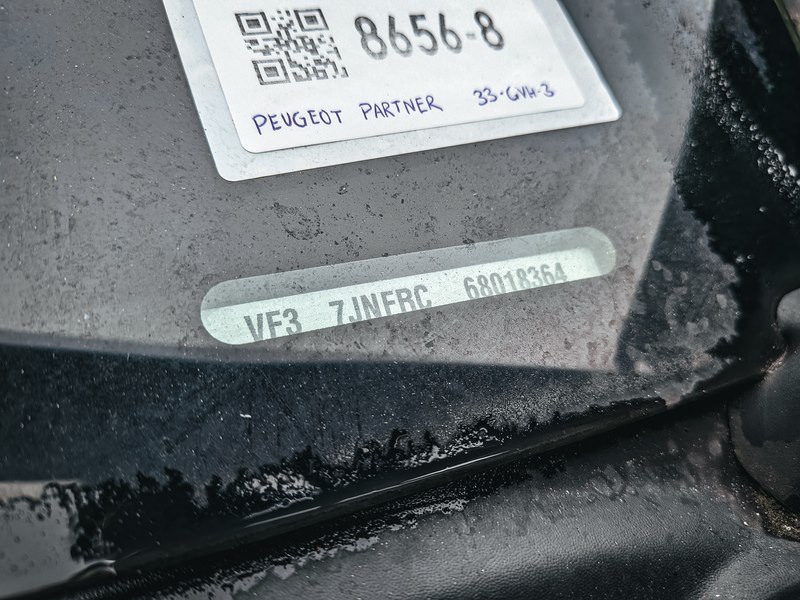 8656-8
PEUGEOT PARTNER 33-GVH-3
VF3 7JNFRC 68018364